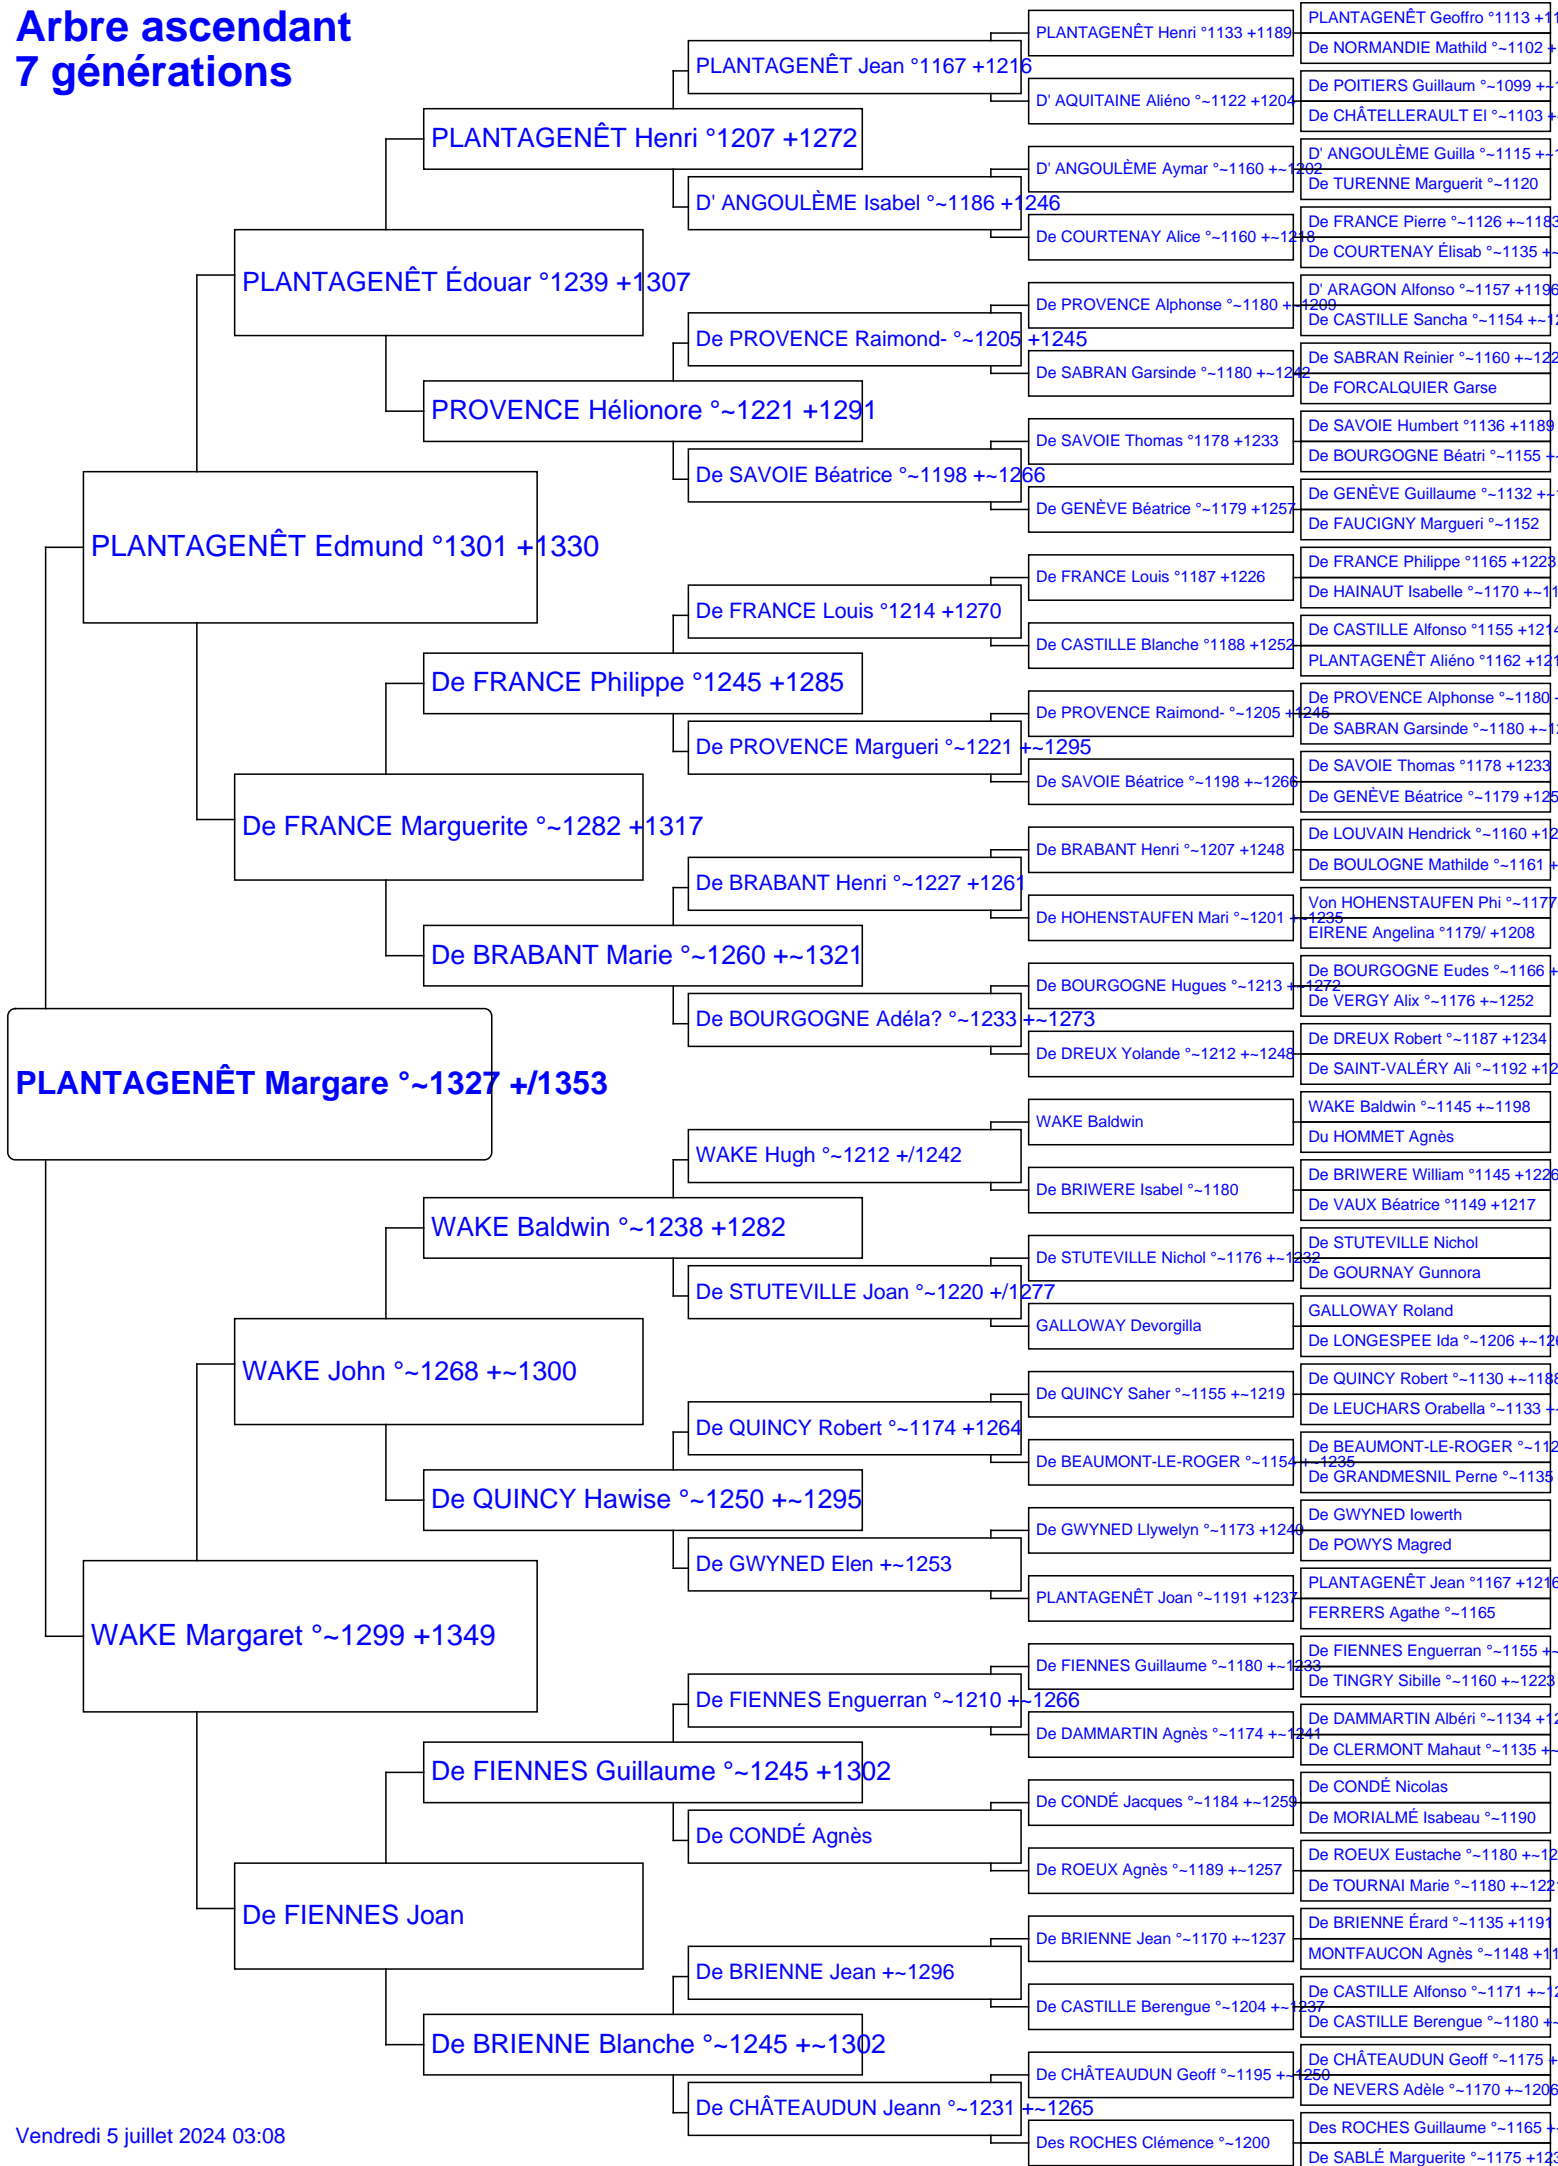 Arbre ascendant
7 générations
PLANTAGENÊT Margare °~1327 +/1353
PLANTAGENÊT Edmund °1301 +1330
WAKE Margaret °~1299 +1349
PLANTAGENÊT Édouar °1239 +1307
De FRANCE Marguerite °~1282 +1317
WAKE John °~1268 +~1300
De FIENNES Joan
PLANTAGENÊT Henri °1207 +1272
PROVENCE Hélionore °~1221 +1291
De FRANCE Philippe °1245 +1285
De BRABANT Marie °~1260 +~1321
WAKE Baldwin °~1238 +1282
De QUINCY Hawise °~1250 +~1295
De FIENNES Guillaume °~1245 +1302
De BRIENNE Blanche °~1245 +~1302
PLANTAGENÊT Jean °1167 +1216
D' ANGOULÈME Isabel °~1186 +1246
De PROVENCE Raimond- °~1205 +1245
De SAVOIE Béatrice °~1198 +~1266
De FRANCE Louis °1214 +1270
De PROVENCE Margueri °~1221 +~1295
De BRABANT Henri °~1227 +1261
De BOURGOGNE Adéla? °~1233 +~1273
WAKE Hugh °~1212 +/1242
De STUTEVILLE Joan °~1220 +/1277
De QUINCY Robert °~1174 +1264
De GWYNED Elen +~1253
De FIENNES Enguerran °~1210 +~1266
De CONDÉ Agnès
De BRIENNE Jean +~1296
De CHÂTEAUDUN Jeann °~1231 +~1265
PLANTAGENÊT Henri °1133 +1189
D' AQUITAINE Aliéno °~1122 +1204
D' ANGOULÈME Aymar °~1160 +~1202
De COURTENAY Alice °~1160 +~1218
De PROVENCE Alphonse °~1180 +~1209
De SABRAN Garsinde °~1180 +~1242
De SAVOIE Thomas °1178 +1233
De GENÈVE Béatrice °~1179 +1257
De FRANCE Louis °1187 +1226
De CASTILLE Blanche °1188 +1252
De PROVENCE Raimond- °~1205 +1245
De SAVOIE Béatrice °~1198 +~1266
De BRABANT Henri °~1207 +1248
De HOHENSTAUFEN Mari °~1201 +~1235
De BOURGOGNE Hugues °~1213 +~1272
De DREUX Yolande °~1212 +~1248
WAKE Baldwin
De BRIWERE Isabel °~1180
De STUTEVILLE Nichol °~1176 +~1232
GALLOWAY Devorgilla
De QUINCY Saher °~1155 +~1219
De BEAUMONT-LE-ROGER °~1154 +~1235
De GWYNED Llywelyn °~1173 +1240
PLANTAGENÊT Joan °~1191 +1237
De FIENNES Guillaume °~1180 +~1233
De DAMMARTIN Agnès °~1174 +~1241
De CONDÉ Jacques °~1184 +~1259
De ROEUX Agnès °~1189 +~1257
De BRIENNE Jean °~1170 +~1237
De CASTILLE Berengue °~1204 +~1237
De CHÂTEAUDUN Geoff °~1195 +~1250
Des ROCHES Clémence °~1200
PLANTAGENÊT Geoffro °1113 +11
De NORMANDIE Mathild °~1102 +
De POITIERS Guillaum °~1099 +~
De CHÂTELLERAULT El °~1103 +
D' ANGOULÈME Guilla °~1115 +~
De TURENNE Marguerit °~1120
De FRANCE Pierre °~1126 +~1183
De COURTENAY Élisab °~1135 +~
D' ARAGON Alfonso °~1157 +1196
De CASTILLE Sancha °~1154 +~12
De SABRAN Reinier °~1160 +~122
De FORCALQUIER Garse
De SAVOIE Humbert °1136 +1189
De BOURGOGNE Béatri °~1155 +~
De GENÈVE Guillaume °~1132 +~
De FAUCIGNY Margueri °~1152
De FRANCE Philippe °1165 +1223
De HAINAUT Isabelle °~1170 +~11
De CASTILLE Alfonso °1155 +1214
PLANTAGENÊT Aliéno °1162 +121
De PROVENCE Alphonse °~1180 +
De SABRAN Garsinde °~1180 +~12
De SAVOIE Thomas °1178 +1233
De GENÈVE Béatrice °~1179 +125
De LOUVAIN Hendrick °~1160 +12
De BOULOGNE Mathilde °~1161 +
Von HOHENSTAUFEN Phi °~1177
EIRENE Angelina °1179/ +1208
De BOURGOGNE Eudes °~1166 +
De VERGY Alix °~1176 +~1252
De DREUX Robert °~1187 +1234
De SAINT-VALÉRY Ali °~1192 +12
WAKE Baldwin °~1145 +~1198
Du HOMMET Agnès
De BRIWERE William °1145 +1226
De VAUX Béatrice °1149 +1217
De STUTEVILLE Nichol
De GOURNAY Gunnora
GALLOWAY Roland
De LONGESPEE Ida °~1206 +~126
De QUINCY Robert °~1130 +~1188
De LEUCHARS Orabella °~1133 +~
De BEAUMONT-LE-ROGER °~112
De GRANDMESNIL Perne °~1135
De GWYNED Iowerth
De POWYS Magred
PLANTAGENÊT Jean °1167 +1216
FERRERS Agathe °~1165
De FIENNES Enguerran °~1155 +~
De TINGRY Sibille °~1160 +~1223
De DAMMARTIN Albéri °~1134 +12
De CLERMONT Mahaut °~1135 +~
De CONDÉ Nicolas
De MORIALMÉ Isabeau °~1190
De ROEUX Eustache °~1180 +~12
De TOURNAI Marie °~1180 +~1221
De BRIENNE Érard °~1135 +1191
MONTFAUCON Agnès °~1148 +11
De CASTILLE Alfonso °~1171 +~12
De CASTILLE Berengue °~1180 +~
De CHÂTEAUDUN Geoff °~1175 +
De NEVERS Adèle °~1170 +~1206
Des ROCHES Guillaume °~1165 +~
De SABLÉ Marguerite °~1175 +123
Vendredi 5 juillet 2024 03:08